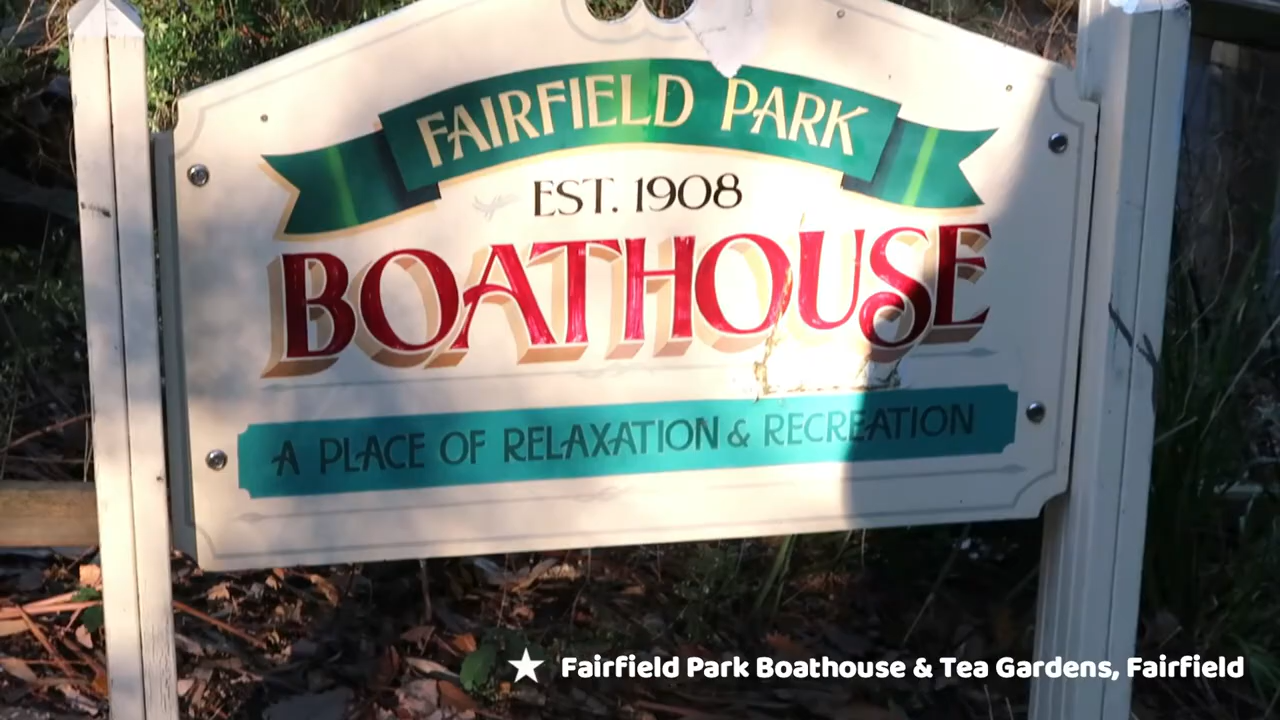 FAIRFIELD PARK
EST. 1908
BOATHOUSE
A PLACE OF RELAXATION & RECREATION
Fairfield Park Boathouse & Tea Gardens, Fairfield